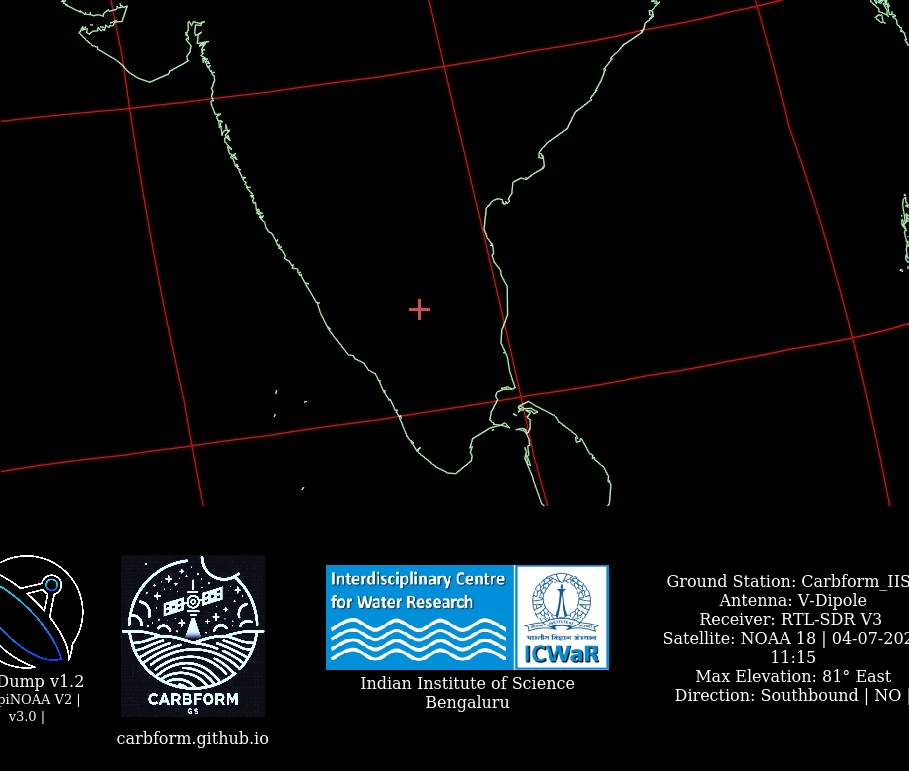 Dump v1.2
piNOAA V2 |
v3.0 |
CARBFORM
GS
carbform.github.io
Interdisciplinary Centre
for Water Research
भारतीय विज्ञान संस्थान
ICWaR
Indian Institute of Science
Bengaluru
Ground Station: Carbform_IIS
Antenna: V-Dipole
Receiver: RTL-SDR V3
Satellite: NOAA 18 | 04-07-202
11:15
Max Elevation: 81° East
Direction: Southbound | NO |